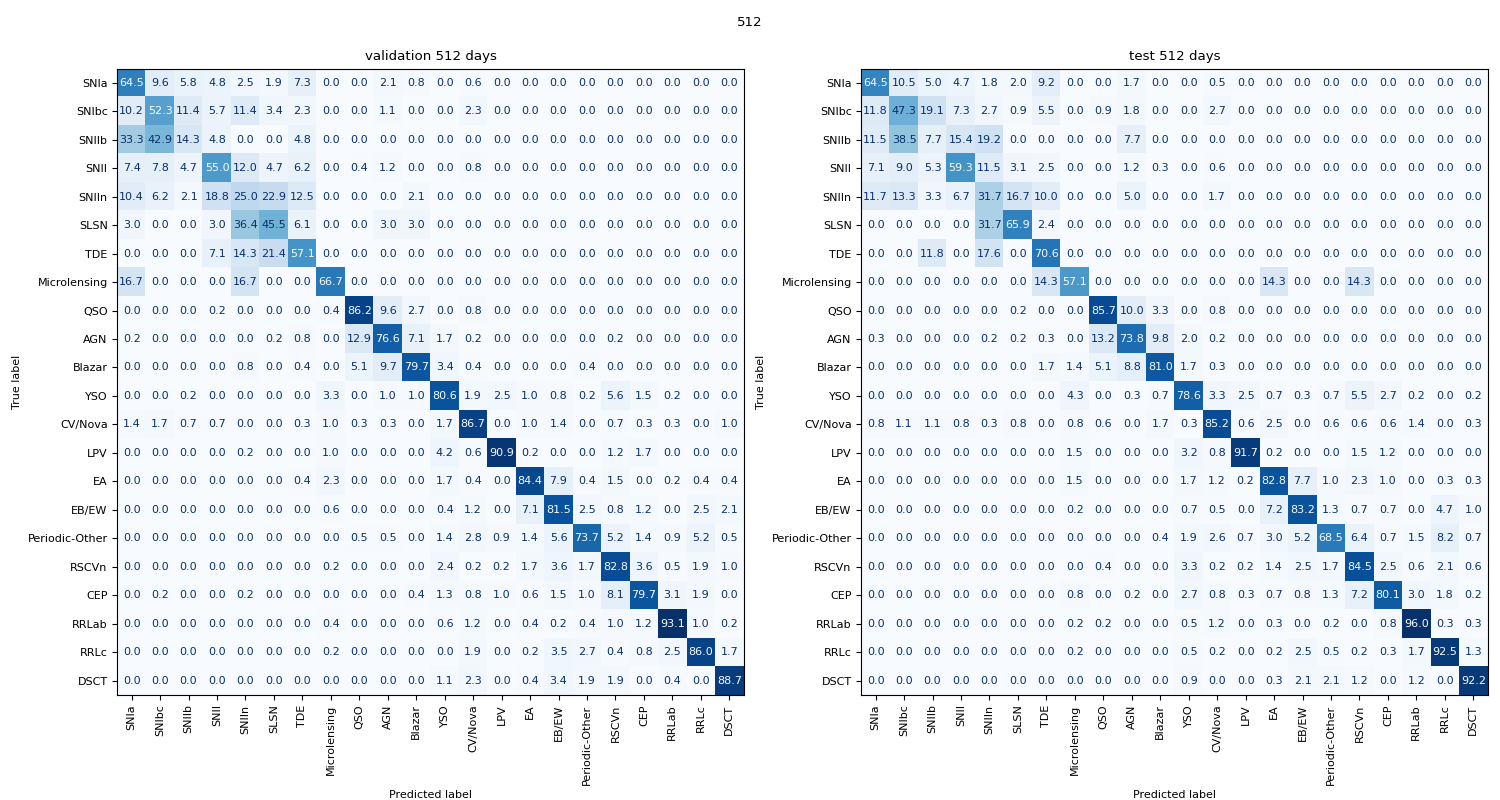 512
validation 512 days
SNIa 64.5 9.6 5.8 4.8 2.5 1.9 7.3 0.0 0.0 2.1 0.8 0.0 0.6 0.0 0.0 0.0 0.0 0.0 0.0 0.0 0.0 0.0
SNIbc 10.2 52.3 11.4 5.7 11.4 3.4 2.3 0.0 0.0 1.1 0.0 0.0 2.3 0.0 0.0 0.0 0.0 0.0 0.0 0.0 0.0 0.0
SNIIb 33.3 42.9 14.3 4.8 0.0 0.0 4.8 0.0 0.0 0.0 0.0 0.0 0.0 0.0 0.0 0.0 0.0 0.0 0.0 0.0 0.0 0.0
SNII 7.4 7.8 4.7 55.0 12.0 4.7 6.2 0.0 0.4 1.2 0.0 0.0 0.8 0.0 0.0 0.0 0.0 0.0 0.0 0.0 0.0 0.0
SNIIn 10.4 6.2 2.1 18.8 25.0 22.9 12.5 0.0 0.0 0.0 2.1 0.0 0.0 0.0 0.0 0.0 0.0 0.0 0.0 0.0 0.0 0.0
SLSN 3.0 0.0 0.0 3.0 36.4 45.5 6.1 0.0 0.0 3.0 3.0 0.0 0.0 0.0 0.0 0.0 0.0 0.0 0.0 0.0 0.0 0.0
TDE 0.0 0.0 0.0 7.1 14.3 21.4 57.1 0.0 0.0 0.0 0.0 0.0 0.0 0.0 0.0 0.0 0.0 0.0 0.0 0.0 0.0 0.0
Microlensing 16.7 0.0 0.0 0.0 16.7 0.0 0.0 66.7 0.0 0.0 0.0 0.0 0.0 0.0 0.0 0.0 0.0 0.0 0.0 0.0 0.0 0.0
QSO 0.0 0.0 0.0 0.2 0.0 0.0 0.0 0.4 86.2 9.6 2.7 0.0 0.8 0.0 0.0 0.0 0.0 0.0 0.0 0.0 0.0 0.0
AGN 0.2 0.0 0.0 0.0 0.0 0.2 0.8 0.0 12.9 76.6 7.1 1.7 0.2 0.0 0.0 0.0 0.0 0.2 0.0 0.0 0.0 0.0
Blazar 0.0 0.0 0.0 0.0 0.8 0.0 0.4 0.0 5.1 9.7 79.7 3.4 0.4 0.0 0.0 0.0 0.4 0.0 0.0 0.0 0.0 0.0
YSO 0.0 0.0 0.2 0.0 0.0 0.0 0.0 3.3 0.0 1.0 1.0 80.6 1.9 2.5 1.0 0.8 0.2 5.6 1.5 0.2 0.0 0.0
CV/Nova 1.4 1.7 0.7 0.7 0.0 0.0 0.3 1.0 0.3 0.3 0.0 1.7 86.7 0.0 1.0 1.4 0.0 0.7 0.3 0.3 0.0 1.0
LPV 0.0 0.0 0.0 0.0 0.2 0.0 0.0 1.0 0.0 0.0 0.0 4.2 0.6 90.9 0.2 0.0 0.0 1.2 1.7 0.0 0.0 0.0
EA 0.0 0.0 0.0 0.0 0.0 0.0 0.4 2.3 0.0 0.0 0.0 1.7 0.4 0.0 84.4 7.9 0.4 1.5 0.0 0.2 0.4 0.4
EB/EW 0.0 0.0 0.0 0.0 0.0 0.0 0.0 0.6 0.0 0.0 0.0 0.4 1.2 0.0 7.1 81.5 2.5 0.8 1.2 0.0 2.5 2.1
Periodic-Other 0.0 0.0 0.0 0.0 0.0 0.0 0.0 0.0 0.5 0.5 0.0 1.4 2.8 0.9 1.4 5.6 73.7 5.2 1.4 0.9 5.2 0.5
RSCVn 0.0 0.0 0.0 0.0 0.0 0.0 0.0 0.2 0.0 0.0 0.0 2.4 0.2 0.2 1.7 3.6 1.7 82.8 3.6 0.5 1.9 1.0
CEP 0.0 0.2 0.0 0.0 0.2 0.0 0.0 0.0 0.0 0.0 0.4 1.3 0.8 1.0 0.6 1.5 1.0 8.1 79.7 3.1 1.9 0.0
RRLab 0.0 0.0 0.0 0.0 0.0 0.0 0.0 0.4 0.0 0.0 0.0 0.6 1.2 0.0 0.4 0.2 0.4 1.0 1.2 93.1 1.0 0.2
RRLc 0.2 0.0 0.0 0.0 0.0 0.0 0.0 0.2 0.0 0.0 0.0 0.0 1.9 0.0 0.2 3.5 2.7 0.4 0.8 2.5 86.0 1.7
DSCT 0.0 0.0 0.0 0.0 0.0 0.0 0.0 0.0 0.0 0.0 0.0 1.1 2.3 0.0 0.4 3.4 1.9 1.9 0.0 0.4 0.0 88.7
True label
SNIa SNIbc SNIIb SNII SNIIn SLSN TDE Microlensing QSO AGN Blazar YSO CV/Nova LPV EA EB/EW Periodic-Other RSCVn CEP RRLab RRLc DSCT
Predicted label
test 512 days
SNIa 64.5 10.5 5.0 4.7 1.8 2.0 9.2 0.0 0.0 1.7 0.0 0.0 0.5 0.0 0.0 0.0 0.0 0.0 0.0 0.0 0.0 0.0
SNIbc 11.8 47.3 19.1 7.3 2.7 0.9 5.5 0.0 0.9 1.8 0.0 0.0 2.7 0.0 0.0 0.0 0.0 0.0 0.0 0.0 0.0 0.0
SNIIb 11.5 38.5 7.7 15.4 19.2 0.0 0.0 0.0 0.0 7.7 0.0 0.0 0.0 0.0 0.0 0.0 0.0 0.0 0.0 0.0 0.0 0.0
SNII 7.1 9.0 5.3 59.3 11.5 3.1 2.5 0.0 0.0 1.2 0.3 0.0 0.6 0.0 0.0 0.0 0.0 0.0 0.0 0.0 0.0 0.0
SNIIn 11.7 13.3 3.3 6.7 31.7 16.7 10.0 0.0 0.0 5.0 0.0 0.0 1.7 0.0 0.0 0.0 0.0 0.0 0.0 0.0 0.0 0.0
SLSN 0.0 0.0 0.0 0.0 31.7 65.9 2.4 0.0 0.0 0.0 0.0 0.0 0.0 0.0 0.0 0.0 0.0 0.0 0.0 0.0 0.0 0.0
TDE 0.0 0.0 11.8 0.0 17.6 0.0 70.6 0.0 0.0 0.0 0.0 0.0 0.0 0.0 0.0 0.0 0.0 0.0 0.0 0.0 0.0 0.0
Microlensing 0.0 0.0 0.0 0.0 0.0 0.0 14.3 57.1 0.0 0.0 0.0 0.0 0.0 0.0 14.3 0.0 0.0 14.3 0.0 0.0 0.0 0.0
QSO 0.0 0.0 0.0 0.2 0.0 0.0 0.0 0.0 85.7 10.0 3.3 0.0 0.8 0.0 0.0 0.0 0.0 0.0 0.0 0.0 0.0 0.0
AGN 0.3 0.0 0.0 0.0 0.2 0.2 0.3 0.0 13.2 73.8 9.8 2.0 0.2 0.0 0.0 0.0 0.0 0.0 0.0 0.0 0.0 0.0
Blazar 0.0 0.0 0.0 0.0 0.0 0.0 1.7 1.4 5.1 8.8 81.0 1.7 0.3 0.0 0.0 0.0 0.0 0.0 0.0 0.0 0.0 0.0
YSO 0.0 0.0 0.0 0.0 0.0 0.0 0.0 4.3 0.0 0.3 0.7 78.6 3.3 2.5 0.7 0.3 0.7 5.5 2.7 0.2 0.0 0.2
CV/Nova 0.8 1.1 1.1 0.8 0.3 0.8 0.0 0.8 0.6 0.0 1.7 0.3 85.2 0.6 2.5 0.0 0.6 0.6 0.6 1.4 0.0 0.3
LPV 0.0 0.0 0.0 0.0 0.0 0.0 0.0 1.5 0.0 0.0 0.0 3.2 0.8 91.7 0.2 0.0 0.0 1.5 1.2 0.0 0.0 0.0
EA 0.0 0.0 0.0 0.0 0.0 0.0 0.0 1.5 0.0 0.0 0.0 1.7 1.2 0.2 82.8 7.7 1.0 2.3 1.0 0.0 0.3 0.3
EB/EW 0.0 0.0 0.0 0.0 0.0 0.0 0.0 0.2 0.0 0.0 0.0 0.7 0.5 0.0 7.2 83.2 1.3 0.7 0.7 0.0 4.7 1.0
Periodic-Other 0.0 0.0 0.0 0.0 0.0 0.0 0.0 0.0 0.0 0.0 0.4 1.9 2.6 0.7 3.0 5.2 68.5 6.4 0.7 1.5 8.2 0.7
RSCVn 0.0 0.0 0.0 0.0 0.0 0.0 0.0 0.0 0.4 0.0 0.0 3.3 0.2 0.2 1.4 2.5 1.7 84.5 2.5 0.6 2.1 0.6
CEP 0.0 0.0 0.0 0.0 0.0 0.0 0.0 0.8 0.0 0.2 0.0 2.7 0.8 0.3 0.7 0.8 1.3 7.2 80.1 3.0 1.8 0.2
RRLab 0.0 0.0 0.0 0.0 0.0 0.0 0.0 0.2 0.2 0.0 0.0 0.5 1.2 0.0 0.3 0.0 0.2 0.0 0.8 96.0 0.3 0.3
RRLc 0.0 0.0 0.0 0.0 0.0 0.0 0.0 0.0 0.0 0.0 0.0 0.5 0.2 0.2 0.2 2.5 0.5 0.2 0.3 1.7 92.5 1.3
DSCT 0.0 0.0 0.0 0.0 0.0 0.0 0.0 0.0 0.0 0.0 0.0 0.9 0.0 0.0 0.3 2.1 2.1 1.2 0.0 1.2 0.0 92.2
True label
SNIa SNIbc SNIIb SNII SNIIn SLSN TDE Microlensing QSO AGN Blazar YSO CV/Nova LPV EA EB/EW Periodic-Other RSCVn CEP RRLab RRLc DSCT
Predicted label